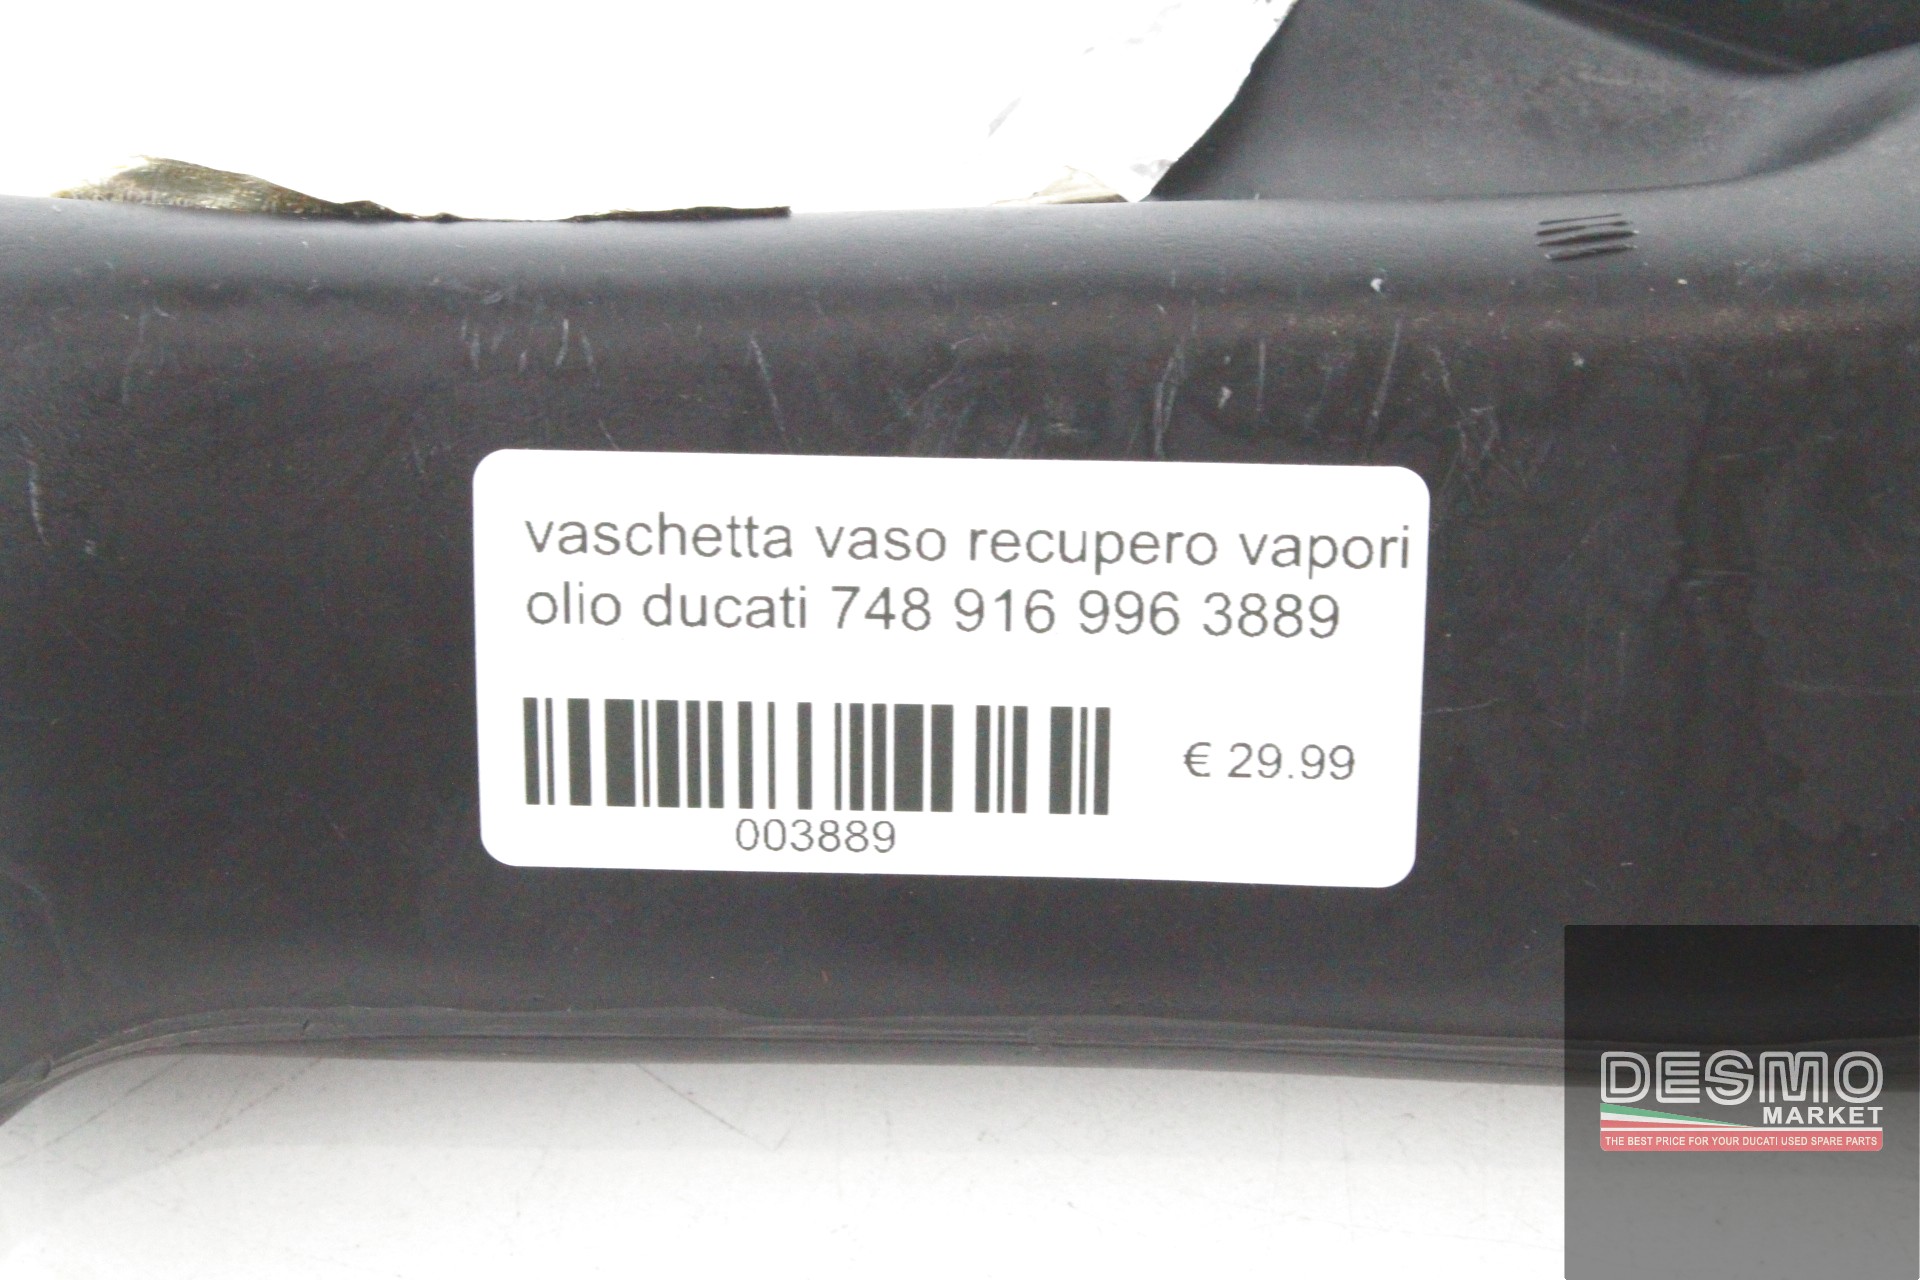 vaschetta vaso recupero vapori
olio ducati 748 916 996 3889
€ 29.99
003889
DESMO
MARKET
THE BEST PRICE FOR YOUR DUCATI USED SPARE PARTS